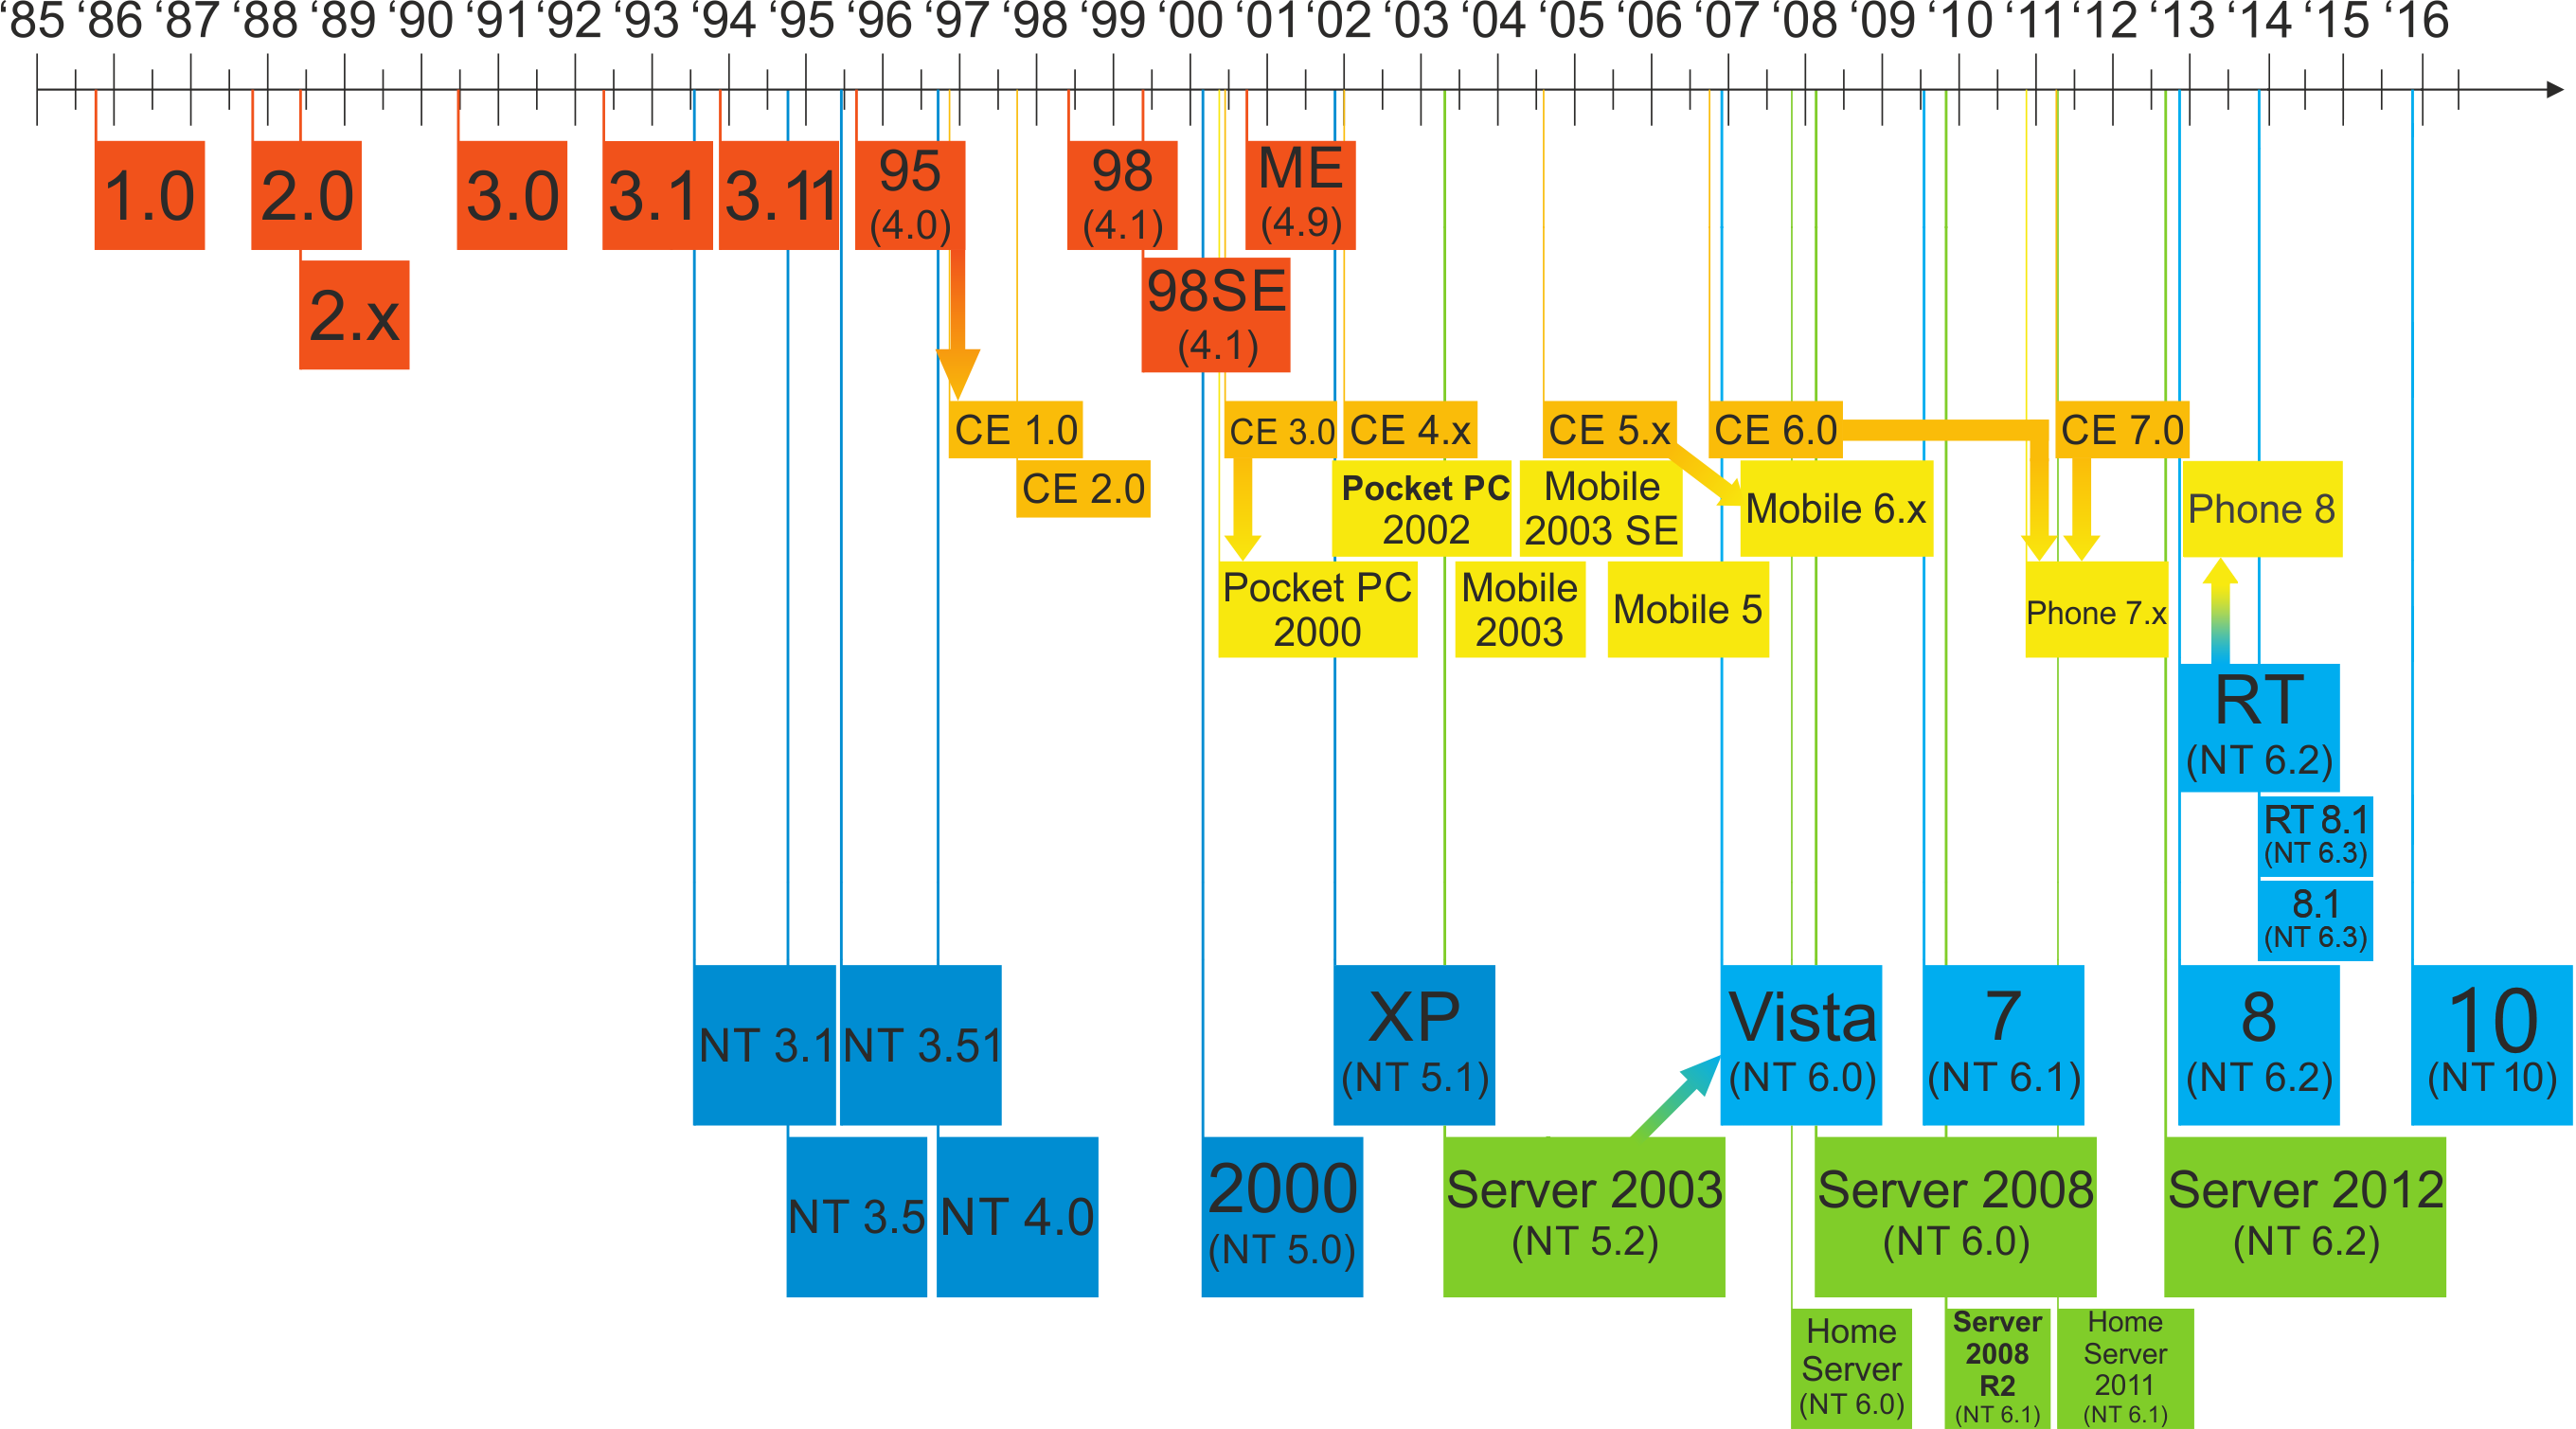 ‘85 ‘86 ‘87 ‘88 ‘89 ‘90 ‘91 ‘92 ‘93 ‘94 ‘95 ‘96 ‘97 ‘98 ‘99 ‘00 ‘01 ‘02 ‘03 ‘04 ‘05 ‘06 ‘07 ‘08 ‘09 ‘10 ‘11 ‘12 ‘13 ‘14 ‘15 ‘16
1.0
2.0
3.0
3.1
3.11
95
(4.0)
98
(4.1)
ME
(4.9)
2.x
98SE
(4.1)
CE 1.0
CE 3.0
CE 4.x
CE 5.x
CE 6.0
CE 7.0
CE 2.0
Pocket PC
2002
Mobile
2003 SE
Mobile 6.x
Phone 8
Pocket PC
2000
Mobile
2003
Mobile 5
Phone 7.x
RT
(NT 6.2)
RT 8.1
(NT 6.3)
8.1
(NT 6.3)
NT 3.1
NT 3.51
XP
(NT 5.1)
Vista
(NT 6.0)
7
(NT 6.1)
8
(NT 6.2)
10
(NT 10)
NT 3.5
NT 4.0
2000
(NT 5.0)
Server 2003
(NT 5.2)
Server 2008
(NT 6.0)
Server 2012
(NT 6.2)
Home
Server
(NT 6.0)
Server
2008
R2
(NT 6.1)
Home
Server
2011
(NT 6.1)